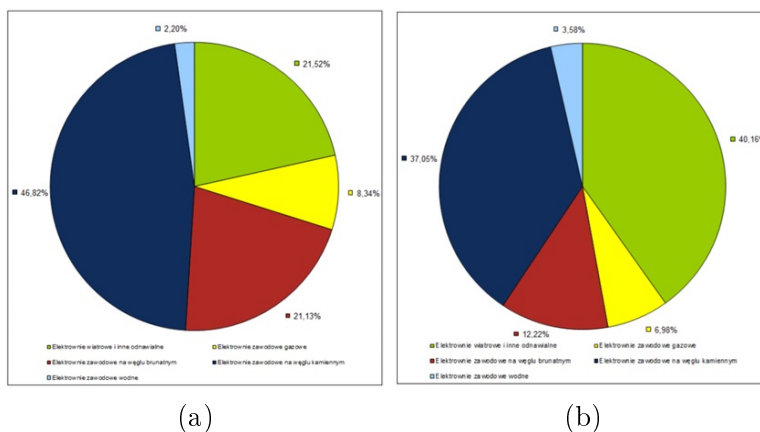 2,20%
21,52%
8,34%
46,82%
21,13%
Elektrownie wiatrowe i inne odnawialne
Elektrownie zawodowe gazowe
Elektrownie zawodowe na węglu brunatnym
Elektrownie zawodowe na węglu kamiennym
Elektrownie zawodowe wodne
(a)
3,58%
40,16%
37,05%
12,22%
6,98%
Elektrownie wiatrowe i inne odnawialne
Elektrownie zawodowe gazowe
Elektrownie zawodowe na węglu brunatnym
Elektrownie zawodowe na węglu kamiennym
Elektrownie zawodowe wodne
(b)